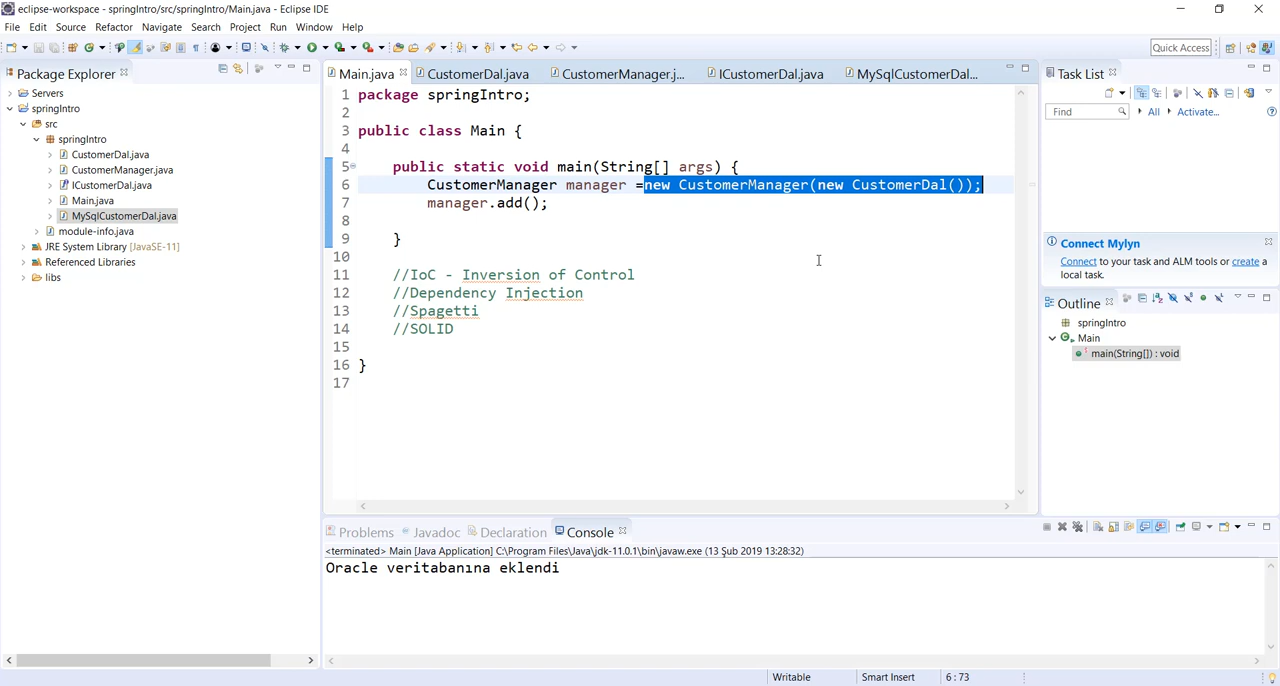 eclipse-workspace - springIntro/src/springIntro/Main.java - Eclipse IDE
File Edit Source Refactor Navigate Search Project Run Window Help
Quick Access
Package Explorer
Servers
springIntro
src
springIntro
CustomerDal.java
CustomerManager.java
ICustomerDal.java
Main.java
MySqlCustomerDal.java
module-info.java
JRE System Library [JavaSE-11]
Referenced Libraries
libs
Main.java CustomerDal.java CustomerManager.j... ICustomerDal.java MySqlCustomerDal...
1 package springIntro;
2
3 public class Main {
4
5 public static void main(String[] args) {
6 CustomerManager manager =new CustomerManager(new CustomerDal());
7 manager.add();
8
9 }
10
11 //IoC - Inversion of Control
12 //Dependency Injection
13 //Spagetti
14 //SOLID
15
16 }
17
Task List
Find All Activate...
Connect Mylyn
Connect to your task and ALM tools or create a
local task.
Outline
springIntro
Main
main(String[]) : void
Problems Javadoc Declaration Console
<terminated> Main [Java Application] C:\Program Files\Java\jdk-11.0.1\bin\javaw.exe (13 Şub 2019 13:28:32)
Oracle veritabanına eklendi
Writable Smart Insert 6 : 73